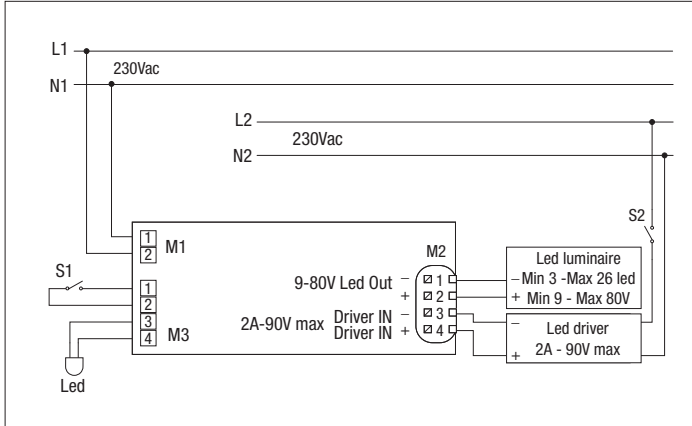 L1
230Vac
N1
L2
230Vac
N2
S2
1
2
M1
M2
S1
1
2
3
4
M3
Led
9-80V Led Out
−
+
2A-90V max
Driver IN −
Driver IN +
1
2
3
4
Led luminaire
− Min 3 -Max 26 led
+ Min 9 - Max 80V
Led driver
−
2A - 90V max
+